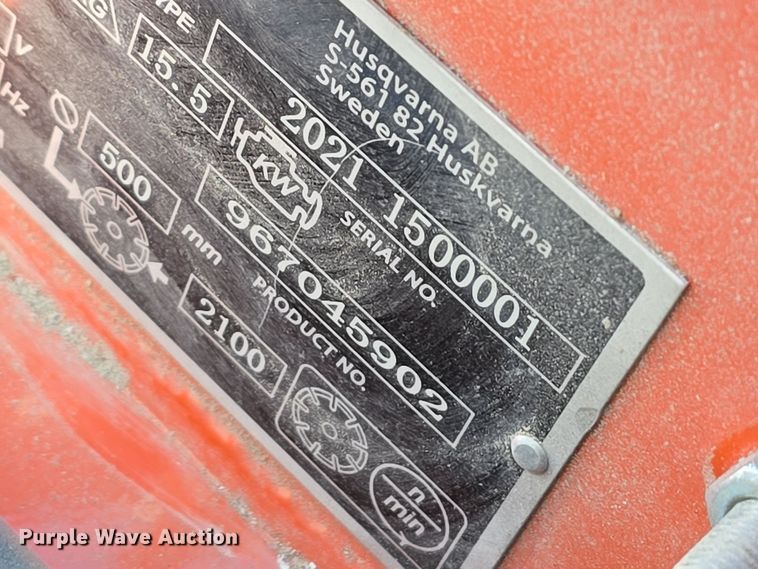 Husqvarna AB
S-561 82 Huskvarna
Sweden
2021 1500001
SERIAL NO.
15.5
KW
967045902
PRODUCT NO.
V
Hz
500
mm
2100
n
min
Purple Wave Auction